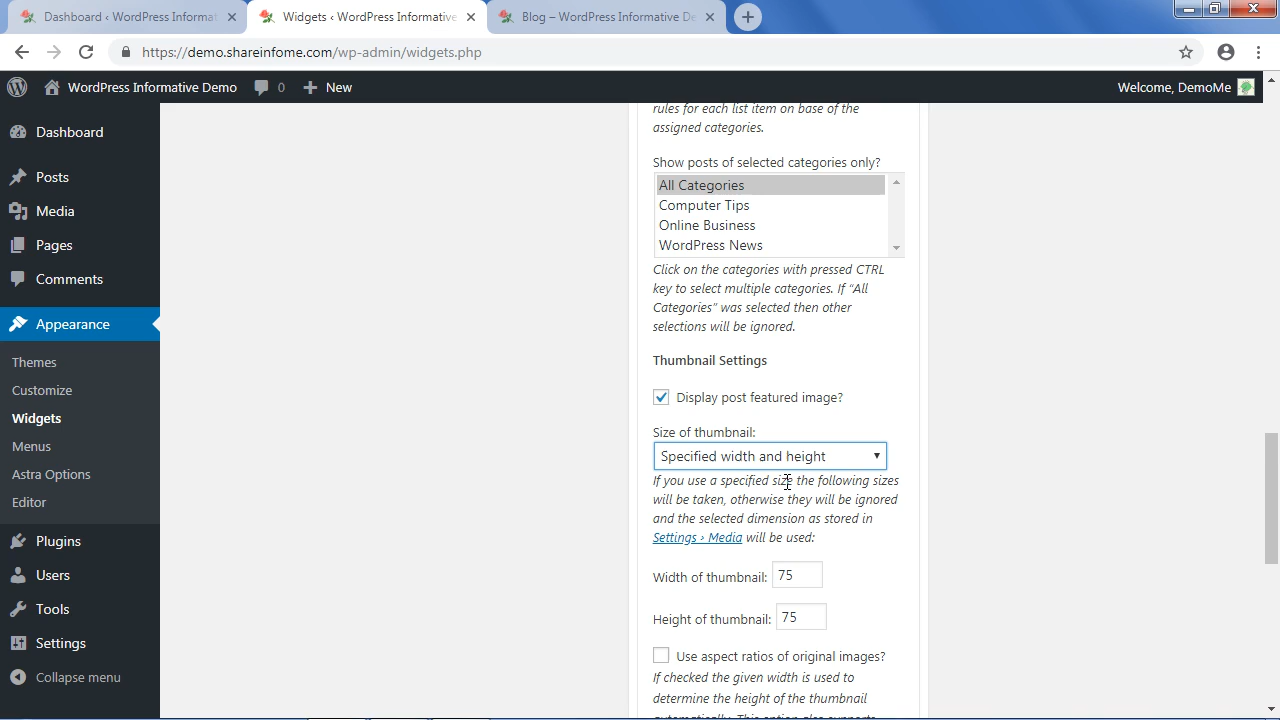 Dashboard ‹ WordPress Informat
Widgets ‹ WordPress Informative
Blog – WordPress Informative De
https://demo.shareinfome.com/wp-admin/widgets.php
WordPress Informative Demo
0
New
Welcome, DemoMe
Dashboard
Posts
Media
Pages
Comments
Appearance
Themes
Customize
Widgets
Menus
Astra Options
Editor
Plugins
Users
Tools
Settings
Collapse menu
rules for each list item on base of the
assigned categories.
Show posts of selected categories only?
All Categories
Computer Tips
Online Business
WordPress News
Click on the categories with pressed CTRL
key to select multiple categories. If “All
Categories” was selected then other
selections will be ignored.
Thumbnail Settings
Display post featured image?
Size of thumbnail:
Specified width and height
If you use a specified size the following sizes
will be taken, otherwise they will be ignored
and the selected dimension as stored in
Settings › Media will be used:
Width of thumbnail: 75
Height of thumbnail: 75
Use aspect ratios of original images?
If checked the given width is used to
determine the height of the thumbnail
automatically. This option also supports